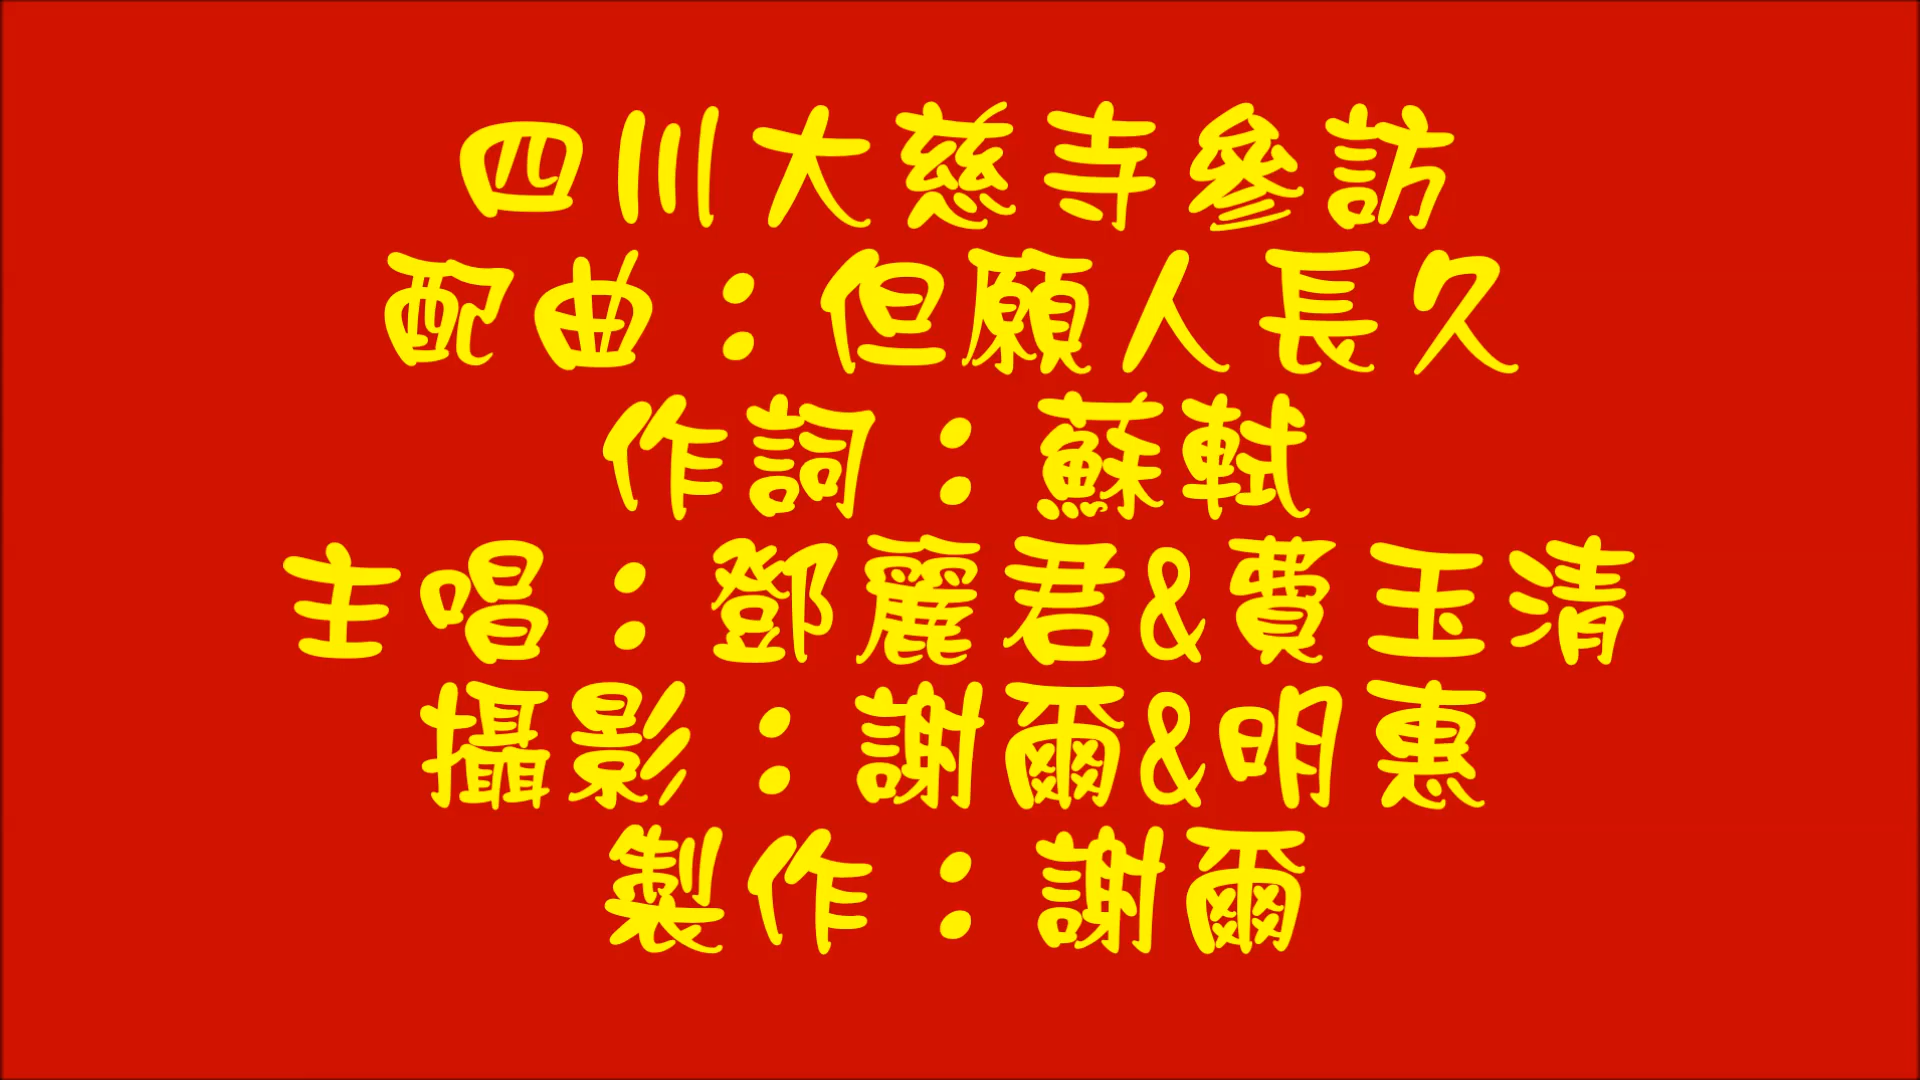 四川大慈寺參訪
配曲：但願人長久
作詞：蘇軾
主唱：鄧麗君&費玉清
攝影：謝爾&明惠
製作：謝爾